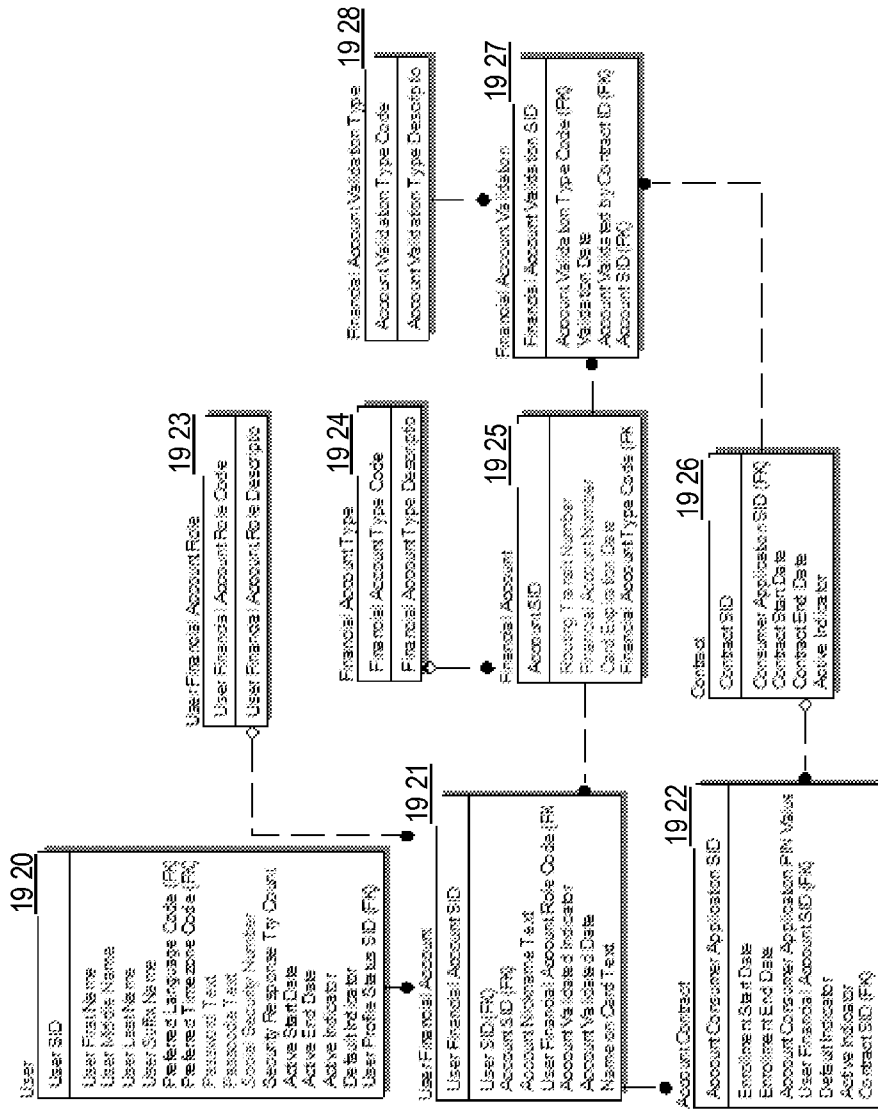 User
19 20
User SID
User First Name
User Middle Name
User Last Name
User Suffix Name
Preferred Language Code (FK)
Preferred Timezone Code (FK)
Password Text
Passcode Text
Social Security Number
Security Response Try Count
Active Start Date
Active End Date
Active Indicator
Default Indicator
User Profile Status SID (FK)
User Financial Account
19 21
User Financial Account SID
User SID (FK)
Account SID (FK)
Account Nickname Text
User Financial Account Role Code (FK)
Account Validated Indicator
Account Validated Date
Name on Card Text
Account Contract
19 22
Account Consumer Application SID
Enrollment Start Date
Enrollment End Date
Account Consumer Application PIN Value
User Financial Account SID (FK)
Default Indicator
Active Indicator
Contract SID (FK)
User Financial Account Role
19 23
User Financial Account Role Code
User Financial Account Role Descriptio
Financial Account Type
19 24
Financial Account Type Code
Financial Account Type Descriptio
Financial Account
19 25
Account SID
Routing Transit Number
Financial Account Number
Card Expiration Date
Financial Account Type Code (FK
Contract
19 26
Contract SID
Consumer Application SID (FK)
Contract Start Date
Contract End Date
Active Indicator
Financial Account Validation Type
19 28
Account Validation Type Code
Account Validation Type Descriptio
Financial Account Validation
19 27
Financial Account Validation SID
Account Validation Type Code (FK)
Validation Date
Account Validated by Contract ID (FK)
Account SID (FK)